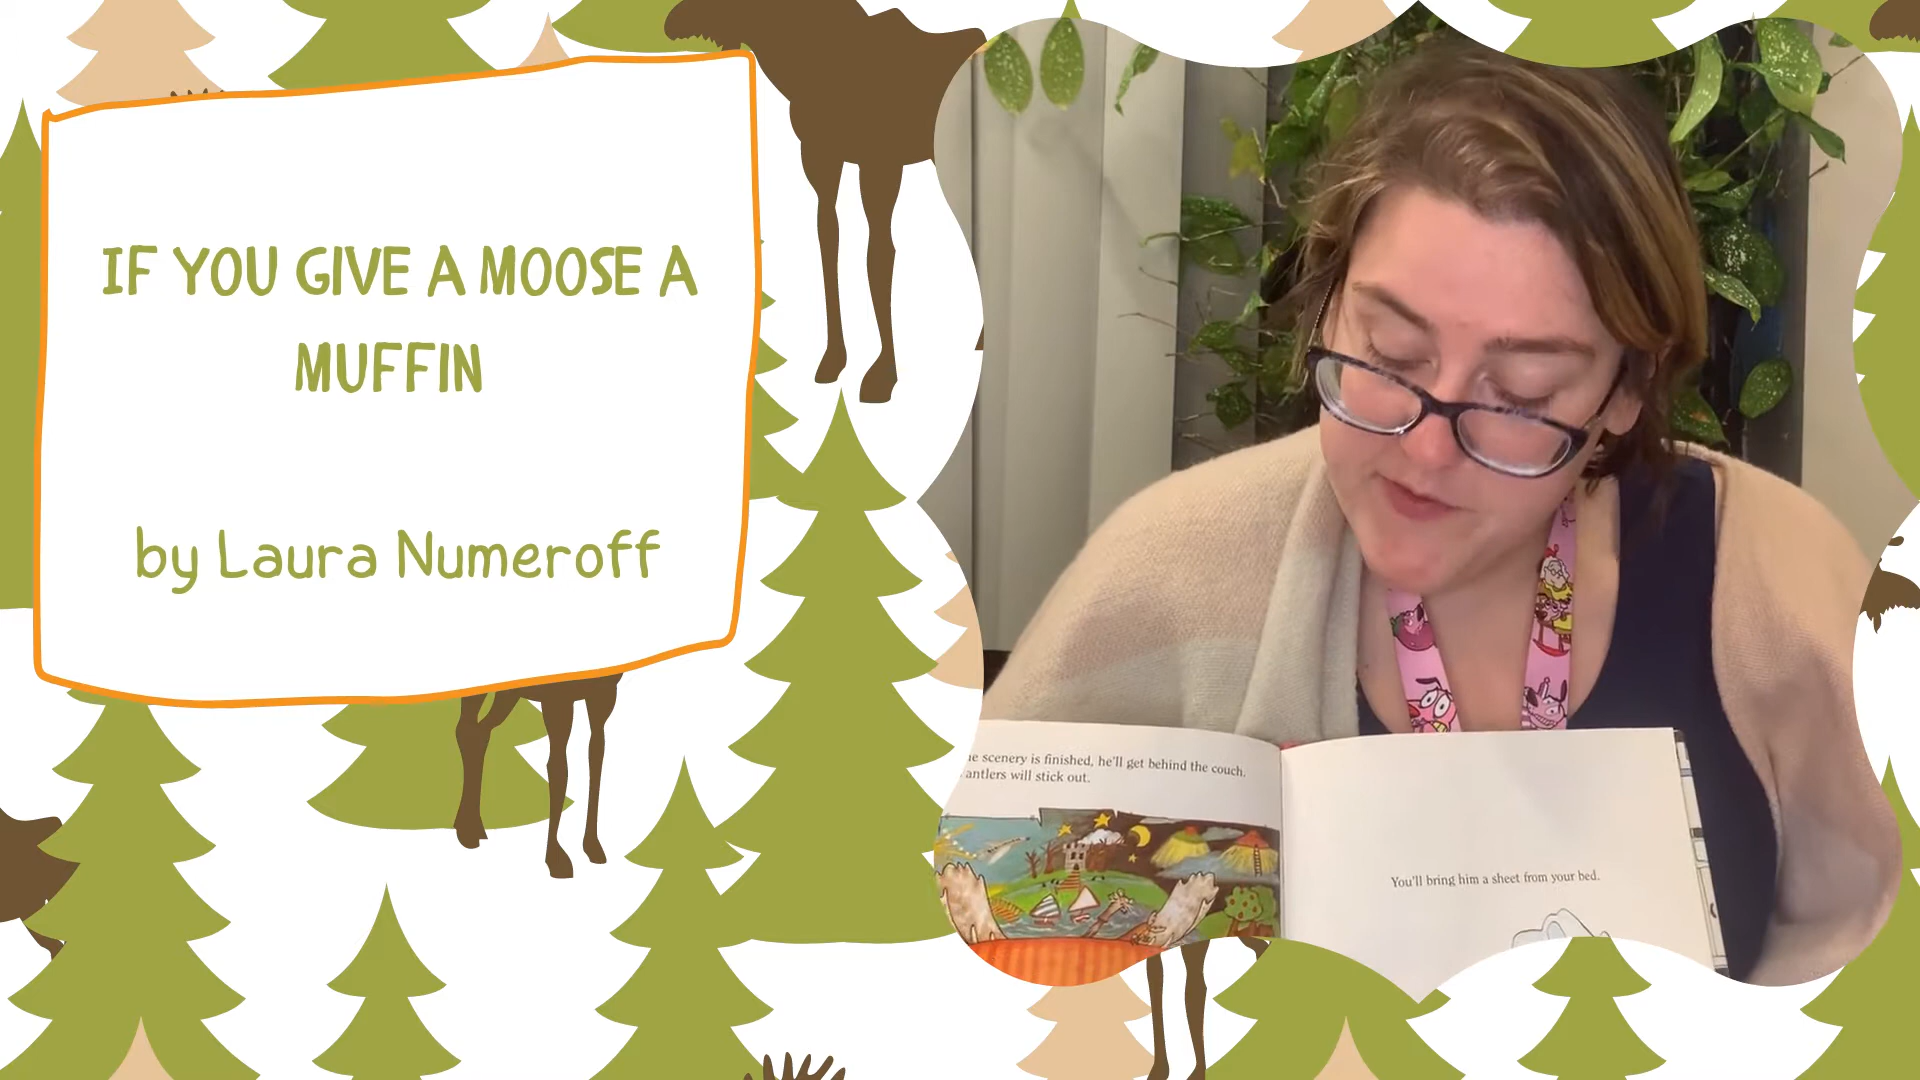 IF YOU GIVE A MOOSE A
MUFFIN
by Laura Numeroff
scenery is finished, he'll get behind the couch.
antlers will stick out.
You'll bring him a sheet from your bed.